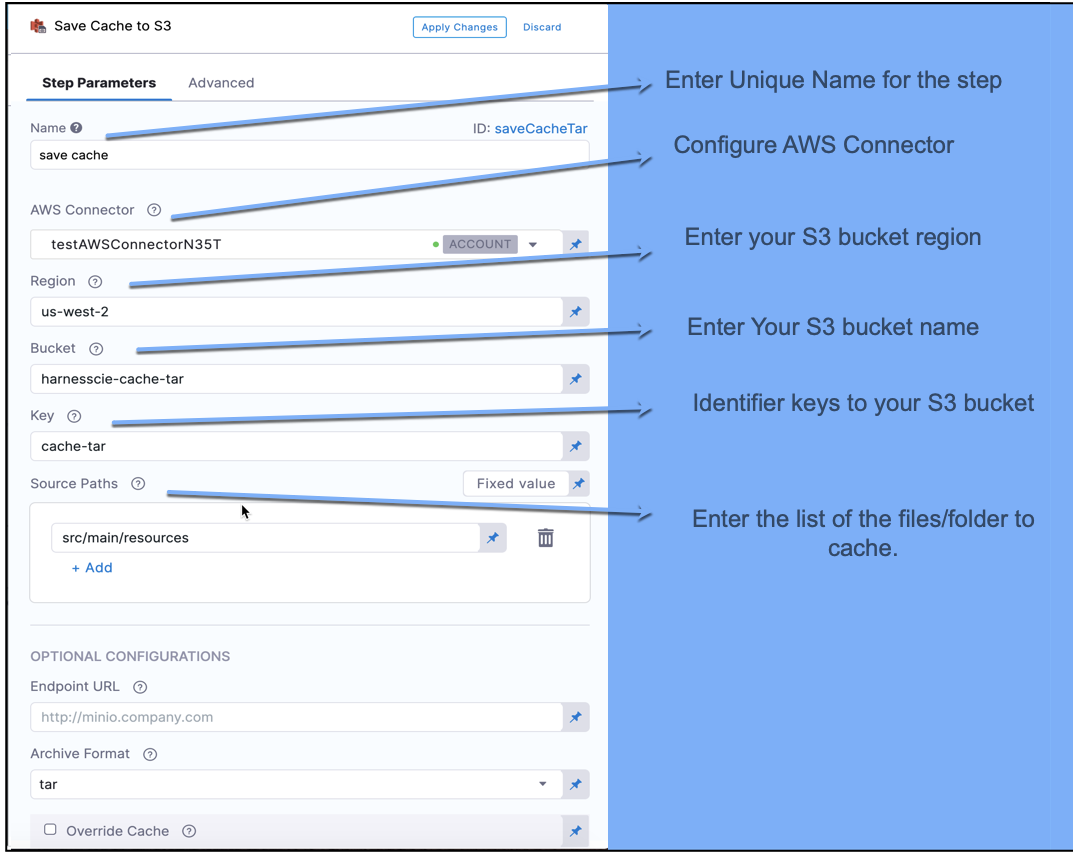 Save Cache to S3 Apply Changes Discard
Step Parameters Advanced
Enter Unique Name for the step
Name ID: saveCacheTar
save cache
Configure AWS Connector
AWS Connector
testAWSConnectorN35T ACCOUNT
Enter your S3 bucket region
Region
us-west-2
Enter Your S3 bucket name
Bucket
harnesscie-cache-tar
Identifier keys to your S3 bucket
Key
cache-tar
Source Paths Fixed value
Enter the list of the files/folder to
cache.
src/main/resources
+ Add
OPTIONAL CONFIGURATIONS
Endpoint URL
http://minio.company.com
Archive Format
tar
Override Cache